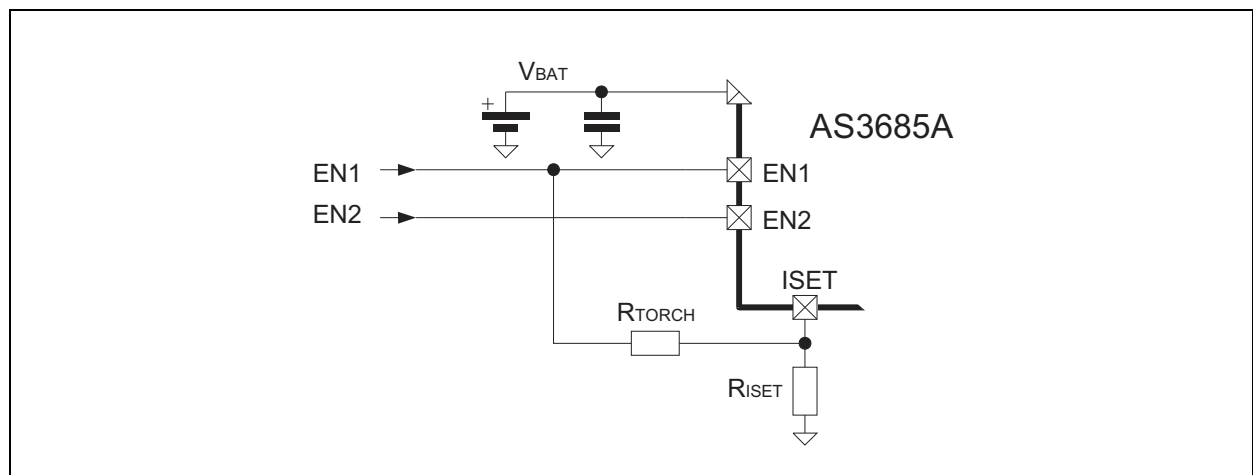 VBAT
+
AS3685A
EN1
EN1
EN2
EN2
ISET
RTORCH
RISET